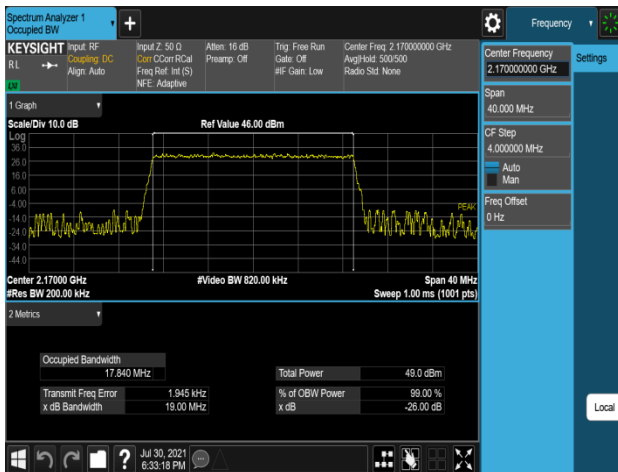 Spectrum Analyzer 1
Occupied BW
+
Frequency
KEYSIGHT
RL
Input: RF
Coupling: DC
Align: Auto
Input Z: 50 Ω
Corr CCorr RCal
Freq Ref: Int (S)
NFE: Adaptive
Atten: 16 dB
Preamp: Off
Trig: Free Run
Gate: Off
#IF Gain: Low
Center Freq: 2.170000000 GHz
Avg|Hold: 500/500
Radio Std: None
Center Frequency
2.170000000 GHz
Settings
Span
40.000 MHz
CF Step
4.000000 MHz
Auto
Man
Freq Offset
0 Hz
1 Graph
Scale/Div 10.0 dB
Ref Value 46.00 dBm
Log
36.0
26.0
16.0
6.00
-4.00
-14.0
-24.0
-34.0
-44.0
PEAK
Center 2.17000 GHz
#Video BW 820.00 kHz
Span 40 MHz
#Res BW 200.00 kHz
Sweep 1.00 ms (1001 pts)
2 Metrics
Occupied Bandwidth
17.840 MHz
Total Power 49.0 dBm
Transmit Freq Error 1.945 kHz
% of OBW Power 99.00 %
x dB Bandwidth 19.00 MHz
x dB -26.00 dB
Local
?
Jul 30, 2021
6:33:18 PM